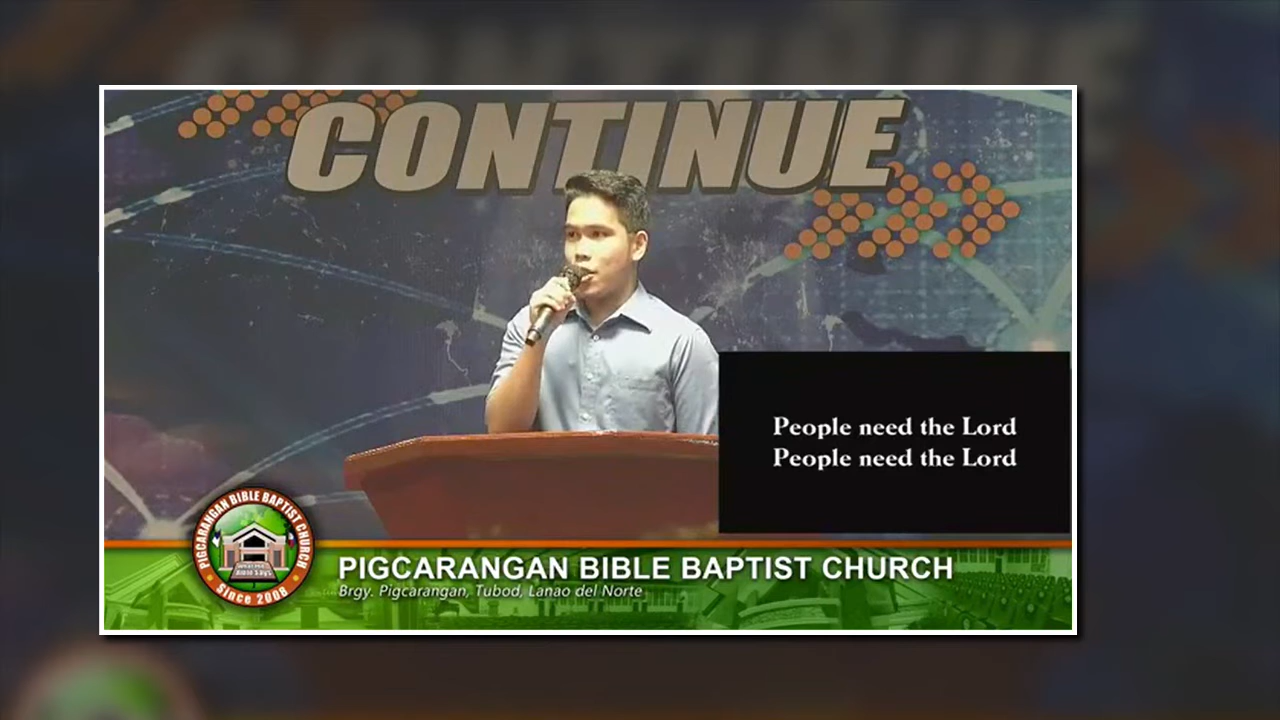 CONTINUE
People need the Lord
People need the Lord
PIGCARANGAN BIBLE BAPTIST CHURCH
Since 2008
PIGCARANGAN BIBLE BAPTIST CHURCH
Brgy. Pigcarangan, Tubod, Lanao del Norte